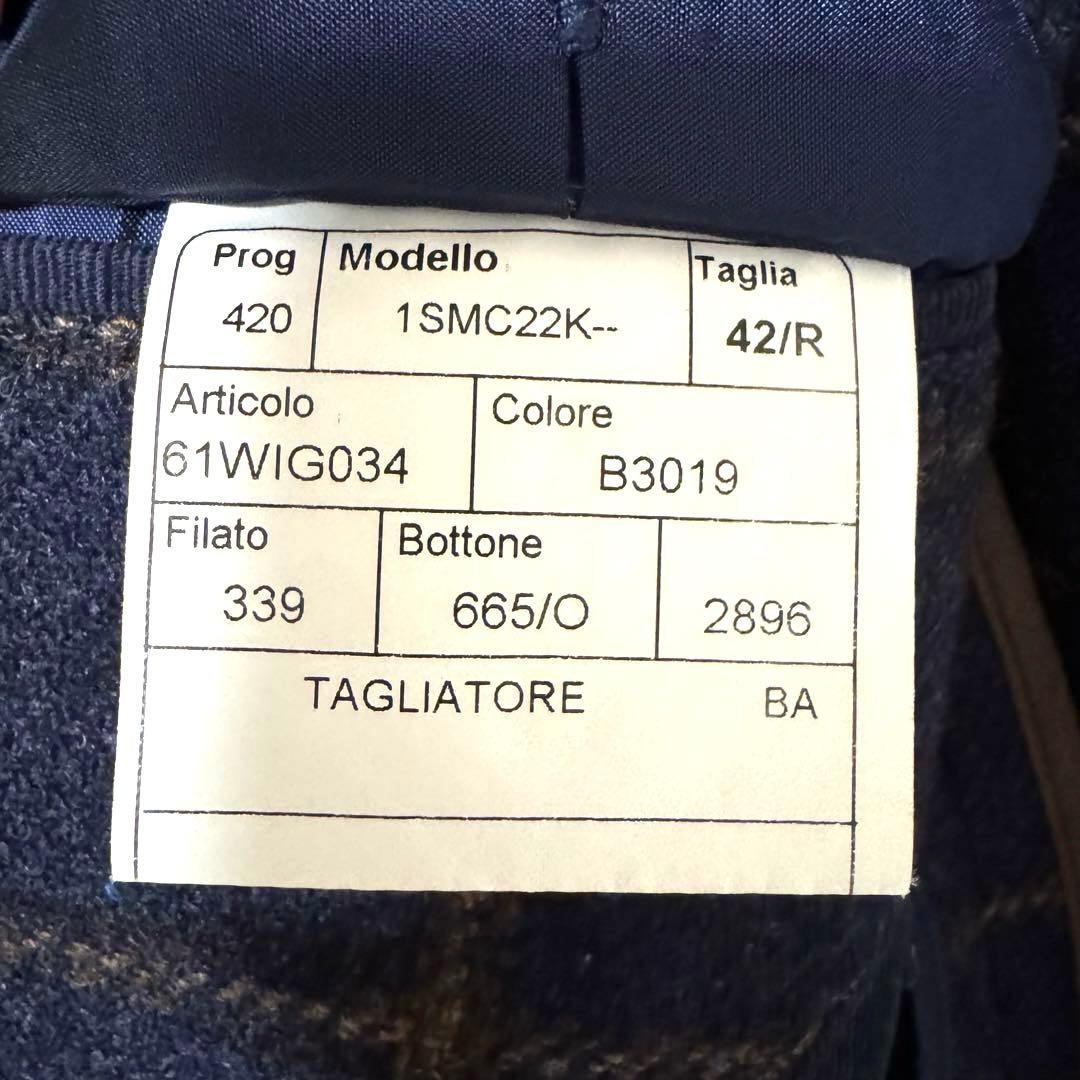 Prog Modello Taglia
420 1SMC22K-- 42/R
Articolo Colore
61WIG034 B3019
Filato Bottone
339 665/O 2896
TAGLIATORE BA